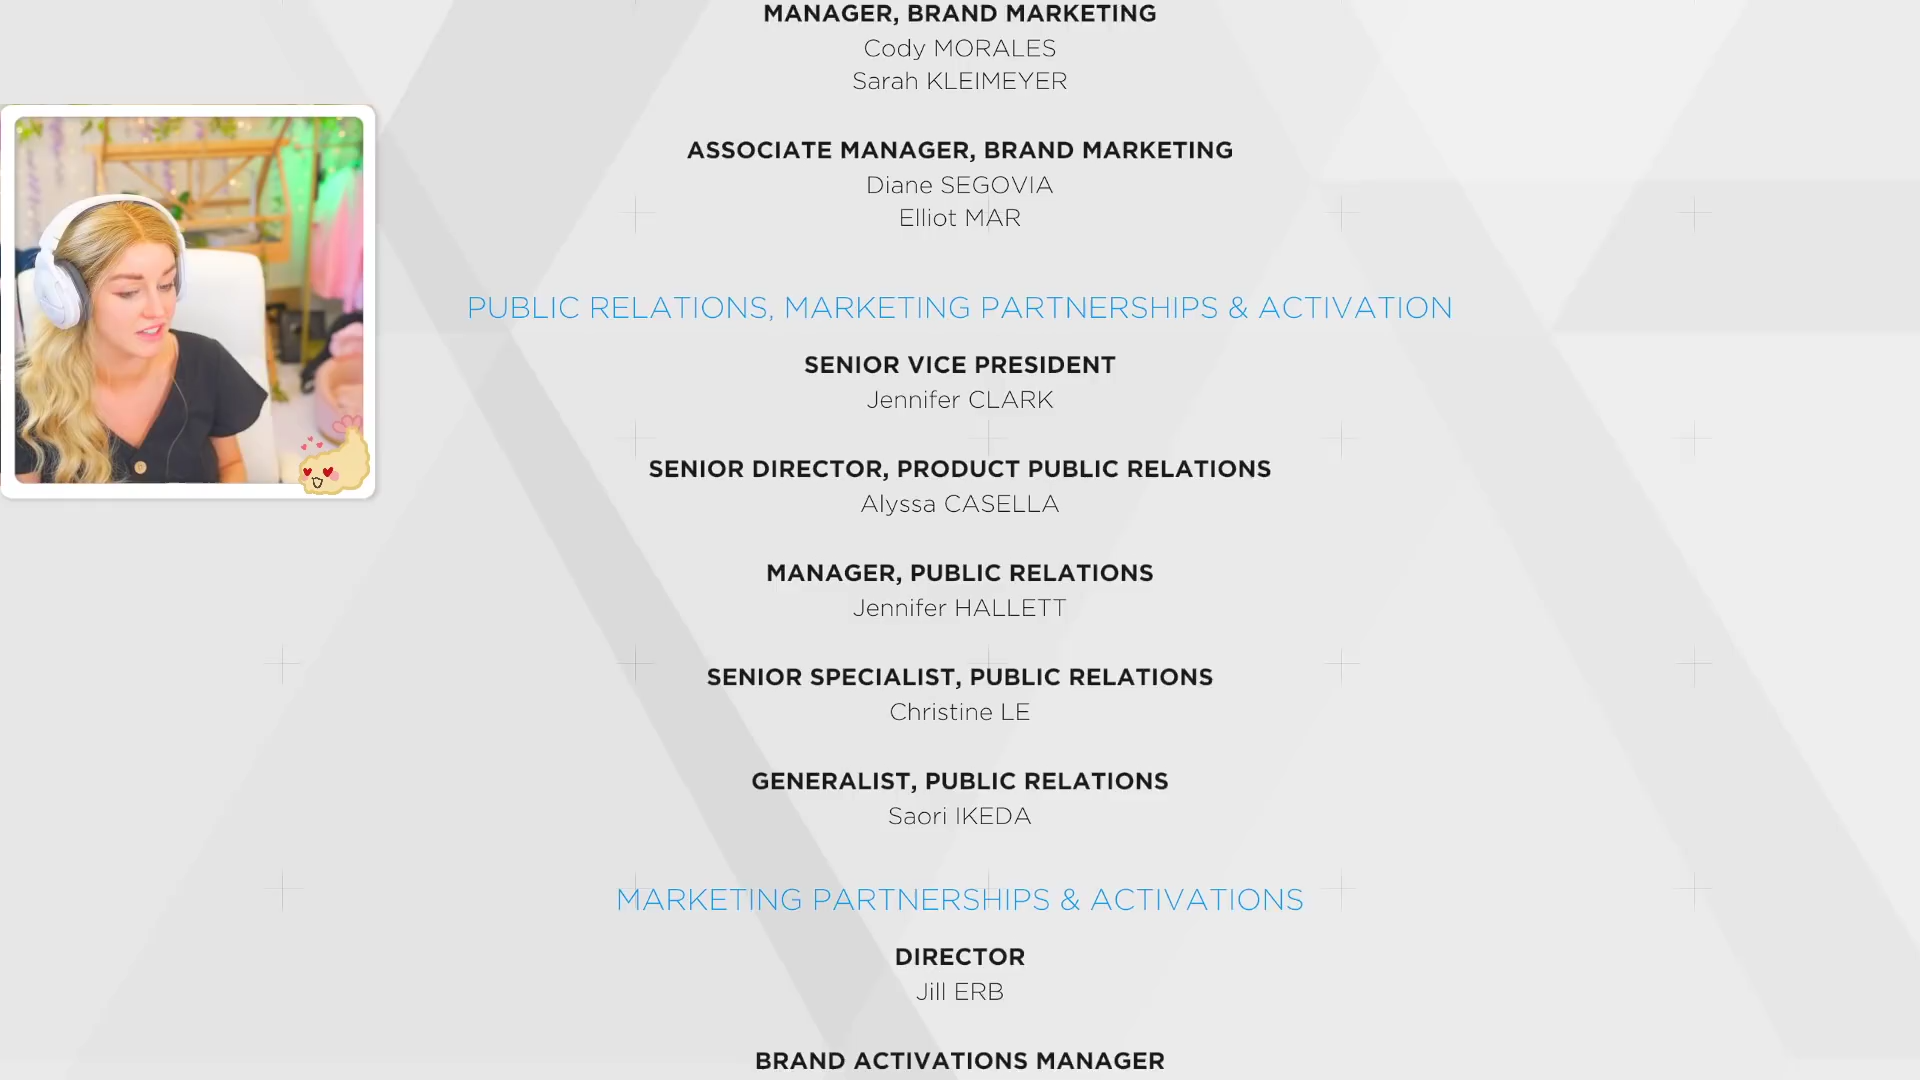 MANAGER, BRAND MARKETING
Cody MORALES
Sarah KLEIMEYER
ASSOCIATE MANAGER, BRAND MARKETING
Diane SEGOVIA
Elliot MAR
PUBLIC RELATIONS, MARKETING PARTNERSHIPS & ACTIVATION
SENIOR VICE PRESIDENT
Jennifer CLARK
SENIOR DIRECTOR, PRODUCT PUBLIC RELATIONS
Alyssa CASELLA
MANAGER, PUBLIC RELATIONS
Jennifer HALLETT
SENIOR SPECIALIST, PUBLIC RELATIONS
Christine LE
GENERALIST, PUBLIC RELATIONS
Saori IKEDA
MARKETING PARTNERSHIPS & ACTIVATIONS
DIRECTOR
Jill ERB
BRAND ACTIVATIONS MANAGER